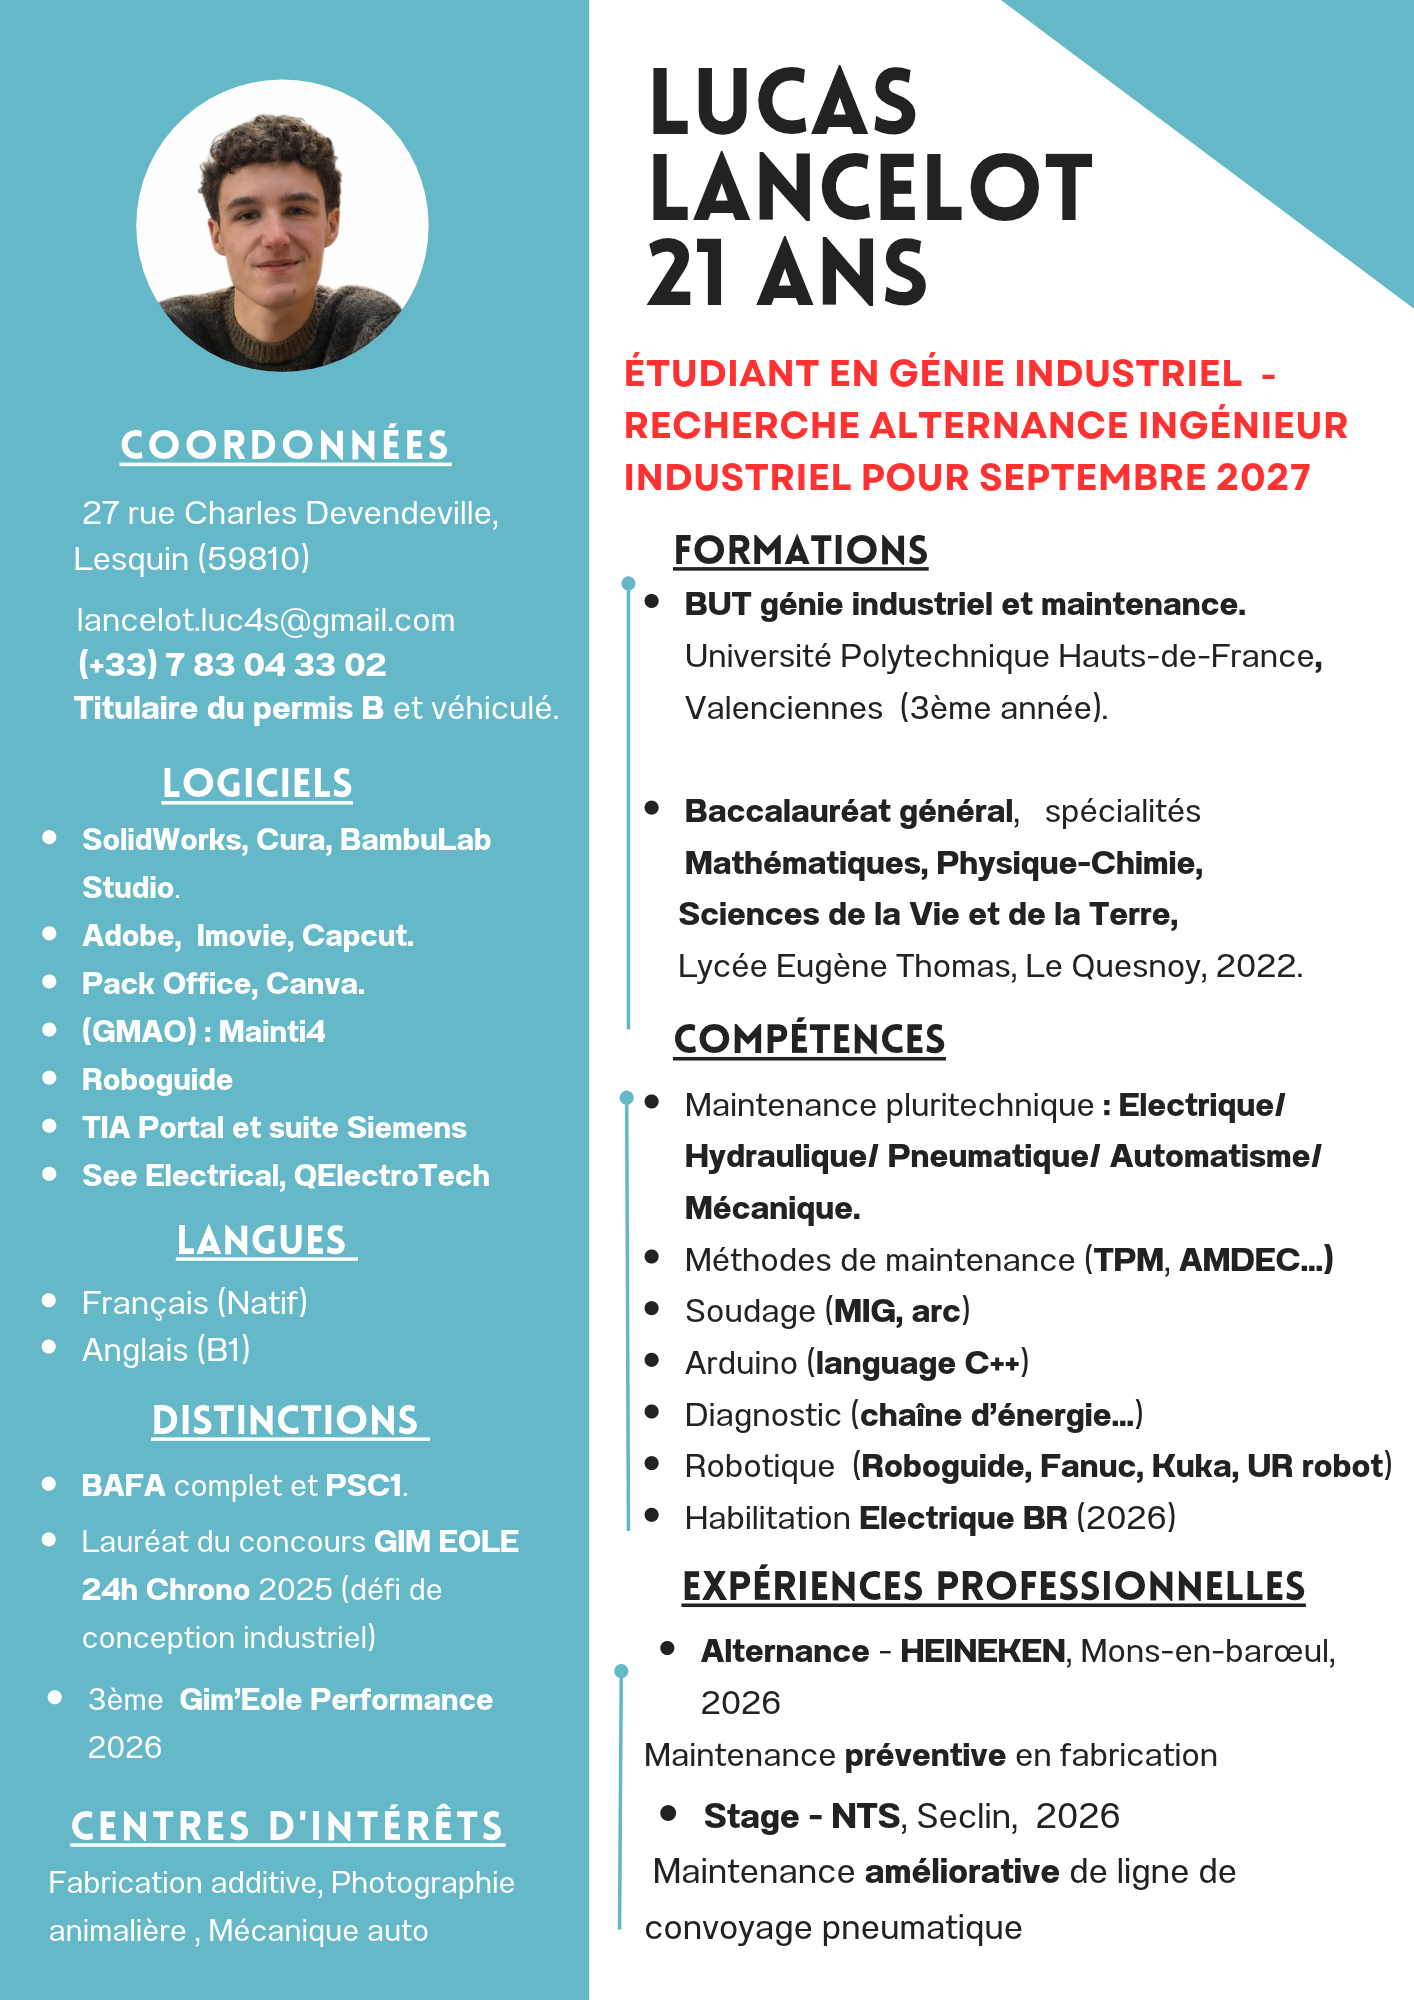 COORDONNÉES
27 rue Charles Devendeville,
Lesquin (59810)
lancelot.luc4s@gmail.com
(+33) 7 83 04 33 02
Titulaire du permis B et véhiculé.
LOGICIELS
• SolidWorks, Cura, BambuLab
Studio.
• Adobe, Imovie, Capcut.
• Pack Office, Canva.
• (GMAO) : Mainti4
• Roboguide
• TIA Portal et suite Siemens
• See Electrical, QElectroTech
LANGUES
• Français (Natif)
• Anglais (B1)
DISTINCTIONS
• BAFA complet et PSC1.
• Lauréat du concours GIM EOLE
24h Chrono 2025 (défi de
conception industriel)
• 3ème Gim'Eole Performance
2026
CENTRES D'INTÉRÊTS
Fabrication additive, Photographie
animalière , Mécanique auto
LUCAS
LANCELOT
21 ANS
ÉTUDIANT EN GÉNIE INDUSTRIEL -
RECHERCHE ALTERNANCE INGÉNIEUR
INDUSTRIEL POUR SEPTEMBRE 2027
FORMATIONS
• BUT génie industriel et maintenance.
Université Polytechnique Hauts-de-France,
Valenciennes (3ème année).
• Baccalauréat général, spécialités
Mathématiques, Physique-Chimie,
Sciences de la Vie et de la Terre,
Lycée Eugène Thomas, Le Quesnoy, 2022.
COMPÉTENCES
• Maintenance pluritechnique : Electrique/
Hydraulique/ Pneumatique/ Automatisme/
Mécanique.
• Méthodes de maintenance (TPM, AMDEC...)
• Soudage (MIG, arc)
• Arduino (language C++)
• Diagnostic (chaîne d'énergie...)
• Robotique (Roboguide, Fanuc, Kuka, UR robot)
• Habilitation Electrique BR (2026)
EXPÉRIENCES PROFESSIONNELLES
• Alternance - HEINEKEN, Mons-en-barœul,
2026
Maintenance préventive en fabrication
• Stage - NTS, Seclin, 2026
Maintenance améliorative de ligne de
convoyage pneumatique